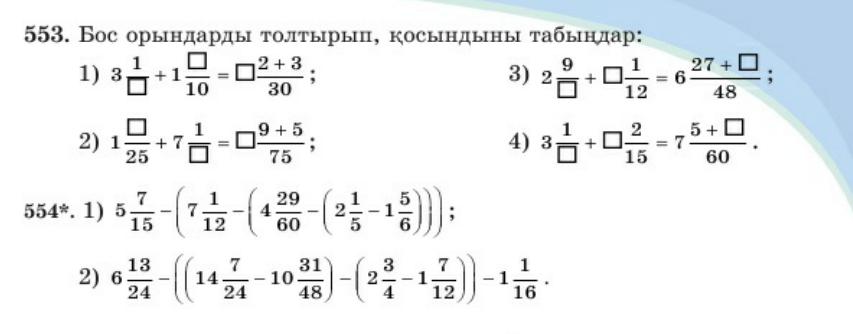 553. Бос орындарды толтырып, қосындыны табыңдар:
1) 3 1/□ + 1 □/10 = □ (2 + 3)/30 ;
3) 2 9/□ + □ 1/12 = 6 (27 + □)/48 ;
2) 1 □/25 + 7 1/□ = □ (9 + 5)/75 ;
4) 3 1/□ + □ 2/15 = 7 (5 + □)/60 .
554*. 1) 5 7/15 − (7 1/12 − (4 29/60 − (2 1/5 − 1 5/6))) ;
2) 6 13/24 − ((14 7/24 − 10 31/48) − (2 3/4 − 1 7/12)) − 1 1/16 .